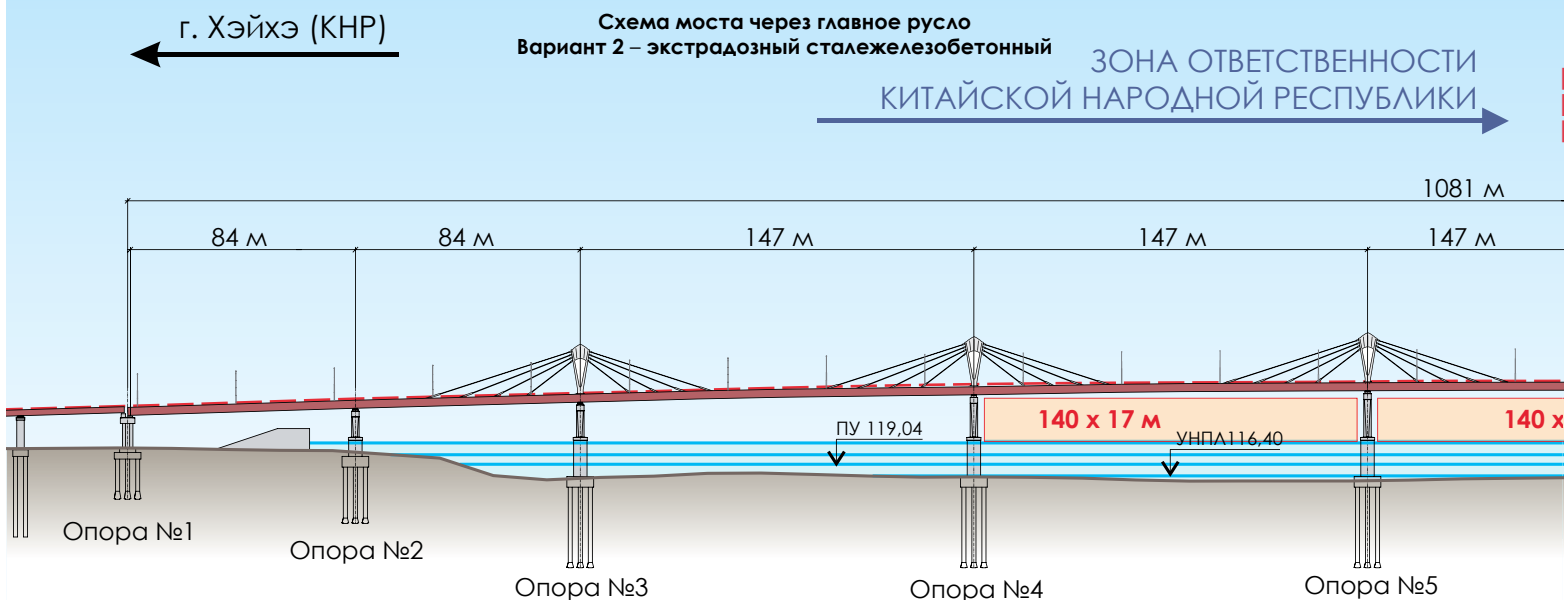 г. Хэйхэ (КНР)
Схема моста через главное русло
Вариант 2 – экстрадозный сталежелезобетонный
ЗОНА ОТВЕТСТВЕННОСТИ
КИТАЙСКОЙ НАРОДНОЙ РЕСПУБЛИКИ
1081 м
84 м
84 м
147 м
147 м
147 м
140 х 17 м
140 х
ПУ 119,04
УНПЛ116,40
Опора №1
Опора №2
Опора №3
Опора №4
Опора №5